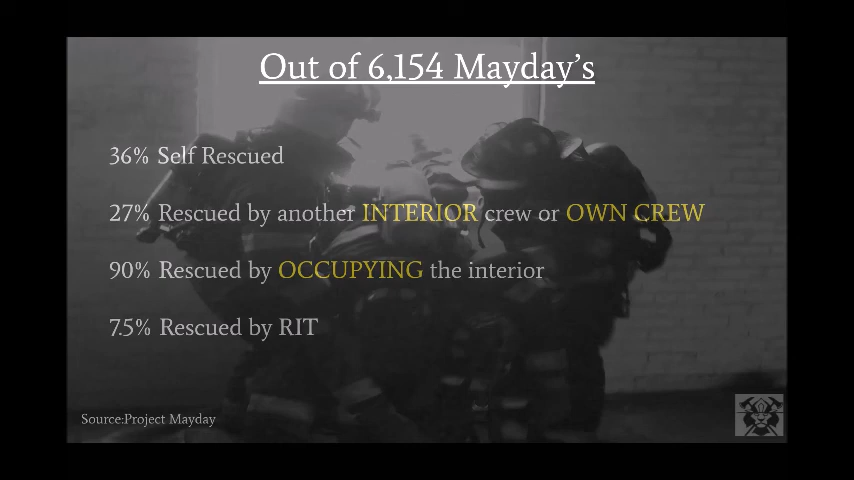 Out of 6,154 Mayday's
36% Self Rescued
27% Rescued by another INTERIOR crew or OWN CREW
90% Rescued by OCCUPYING the interior
7.5% Rescued by RIT
Source:Project Mayday